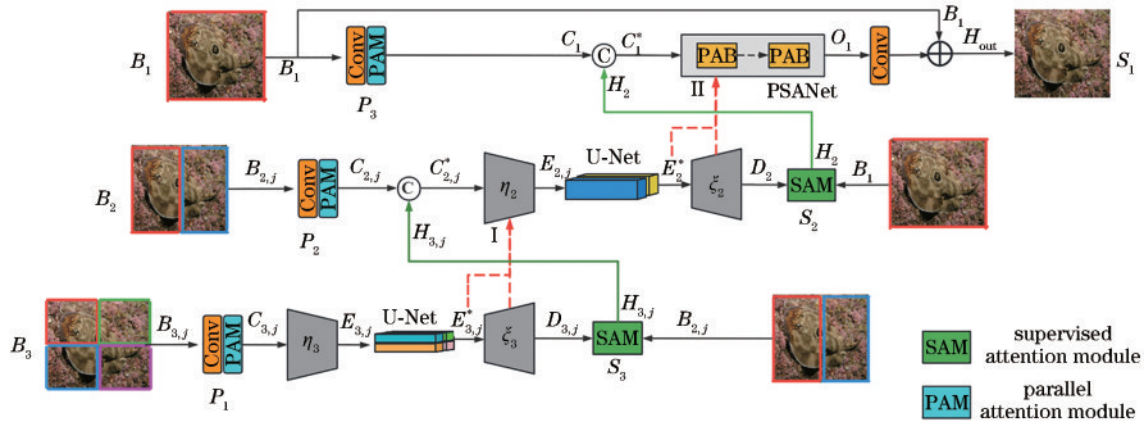 B₁
B₁
Conv
PAM
P₃
C₁
C
C₁*
H₂
PAB
PAB
II
PSANet
O₁
Conv
B₁
H_out
S₁
B₂
B₂,ⱼ
Conv
PAM
P₂
C₂,ⱼ
C
C₂,ⱼ*
H₃,ⱼ
η₂
I
E₂,ⱼ
U-Net
E₂*
ξ₂
D₂
H₂
SAM
S₂
B₁
B₃
B₃,ⱼ
Conv
PAM
P₁
C₃,ⱼ
η₃
E₃,ⱼ
U-Net
E₃,ⱼ*
ξ₃
D₃,ⱼ
H₃,ⱼ
SAM
S₃
B₂,ⱼ
SAM
supervised
attention module
PAM
parallel
attention module